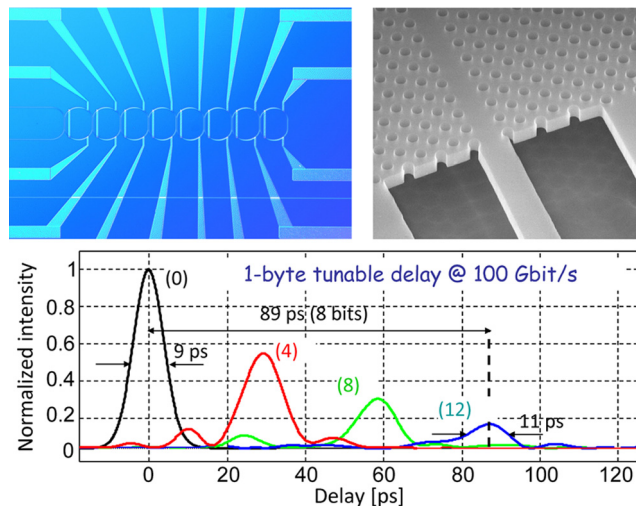 1-byte tunable delay @ 100 Gbit/s
(0)
89 ps (8 bits)
9 ps
(4)
(8)
(12)
11 ps
Normalized intensity
1
0.8
0.6
0.4
0.2
0
0 20 40 60 80 100 120
Delay [ps]